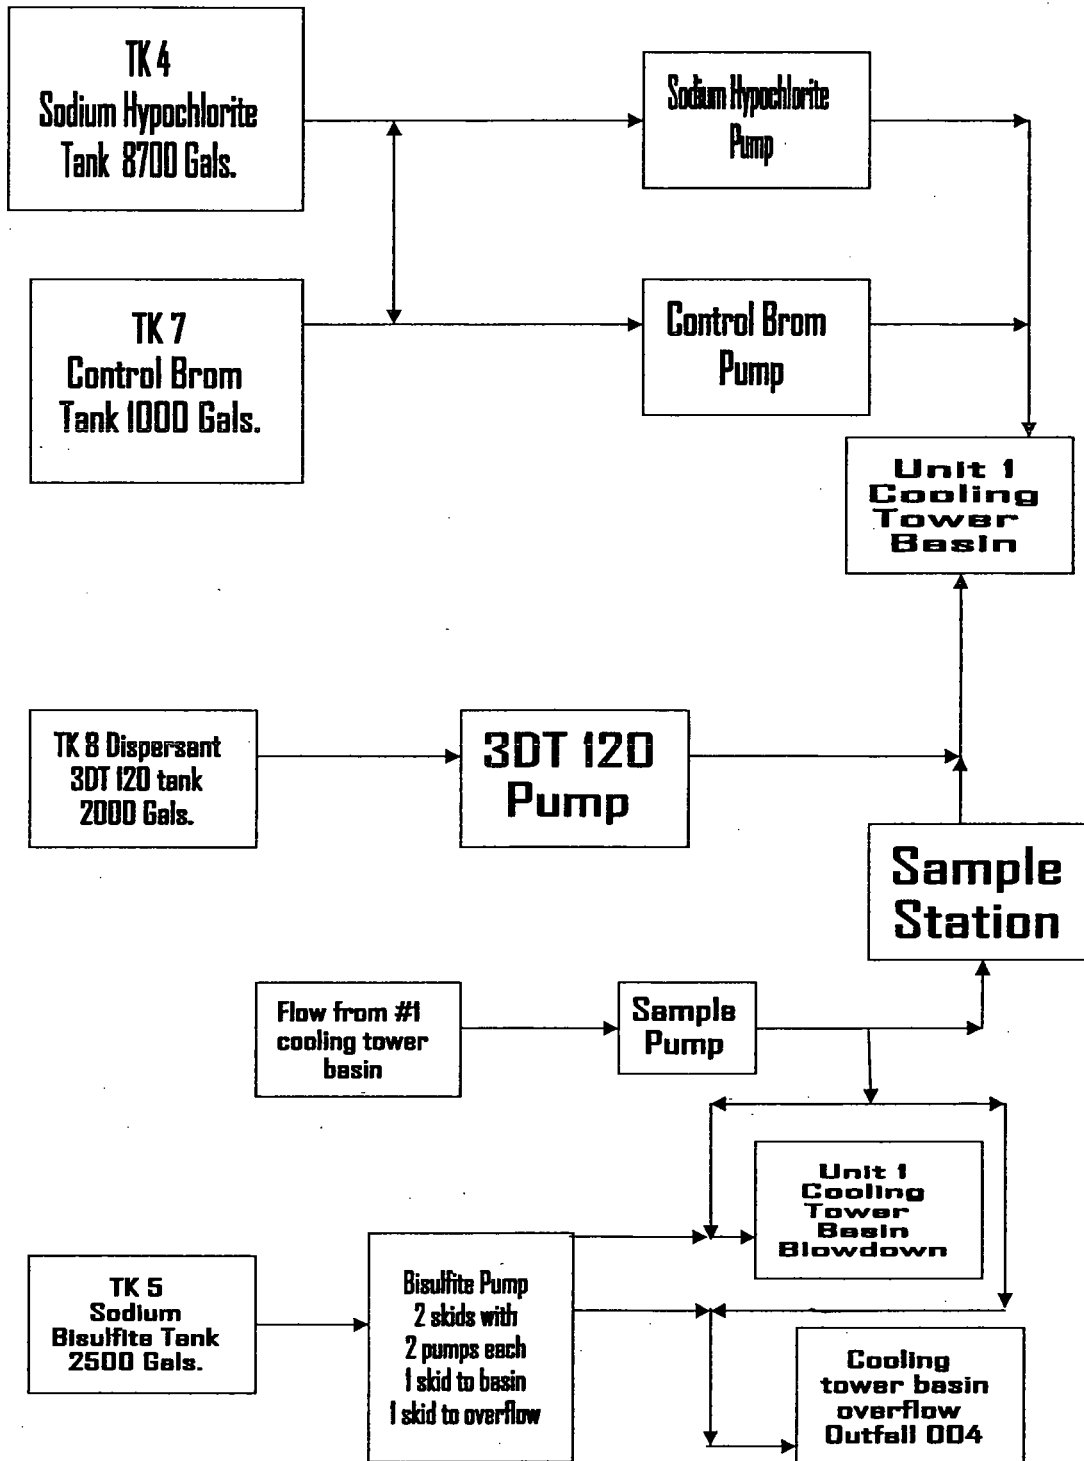 TK 4
Sodium Hypochlorite
Tank 8700 Gals.
Sodium Hypochlorite
Pump
TK 7
Control Brom
Tank 1000 Gals.
Control Brom
Pump
Unit 1
Cooling
Tower
Basin
TK 8 Dispersant
3DT 120 tank
2000 Gals.
3DT 120
Pump
Sample
Station
Flow from #1
cooling tower
basin
Sample
Pump
Unit 1
Cooling
Tower
Basin
Blowdown
TK 5
Sodium
Bisulfite Tank
2500 Gals.
Bisulfite Pump
2 skids with
2 pumps each
1 skid to basin
1 skid to overflow
Cooling
tower basin
overflow
Outfall 004